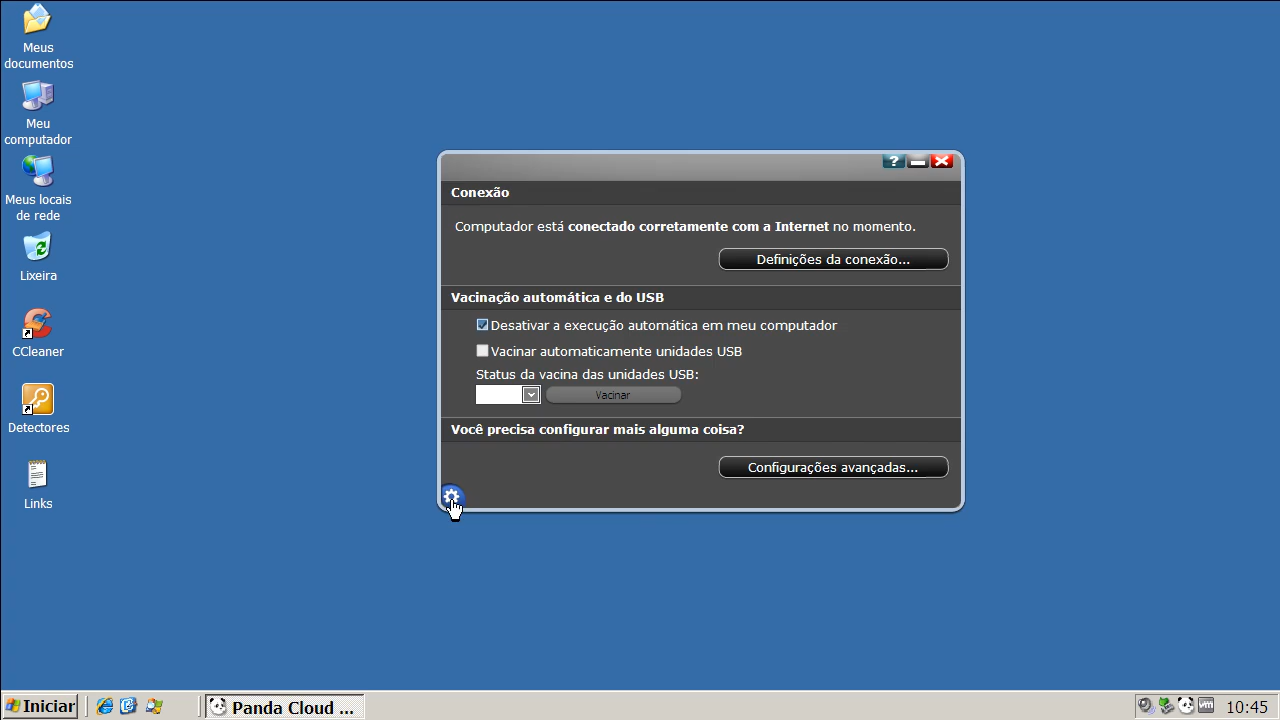 Meus
documentos
Meu
computador
Meus locais
de rede
Lixeira
CCleaner
Detectores
Links
?
Conexão
Computador está conectado corretamente com a Internet no momento.
Definições da conexão...
Vacinação automática e do USB
Desativar a execução automática em meu computador
Vacinar automaticamente unidades USB
Status da vacina das unidades USB:
Vacinar
Você precisa configurar mais alguma coisa?
Configurações avançadas...
Iniciar
Panda Cloud ...
vm
10:45